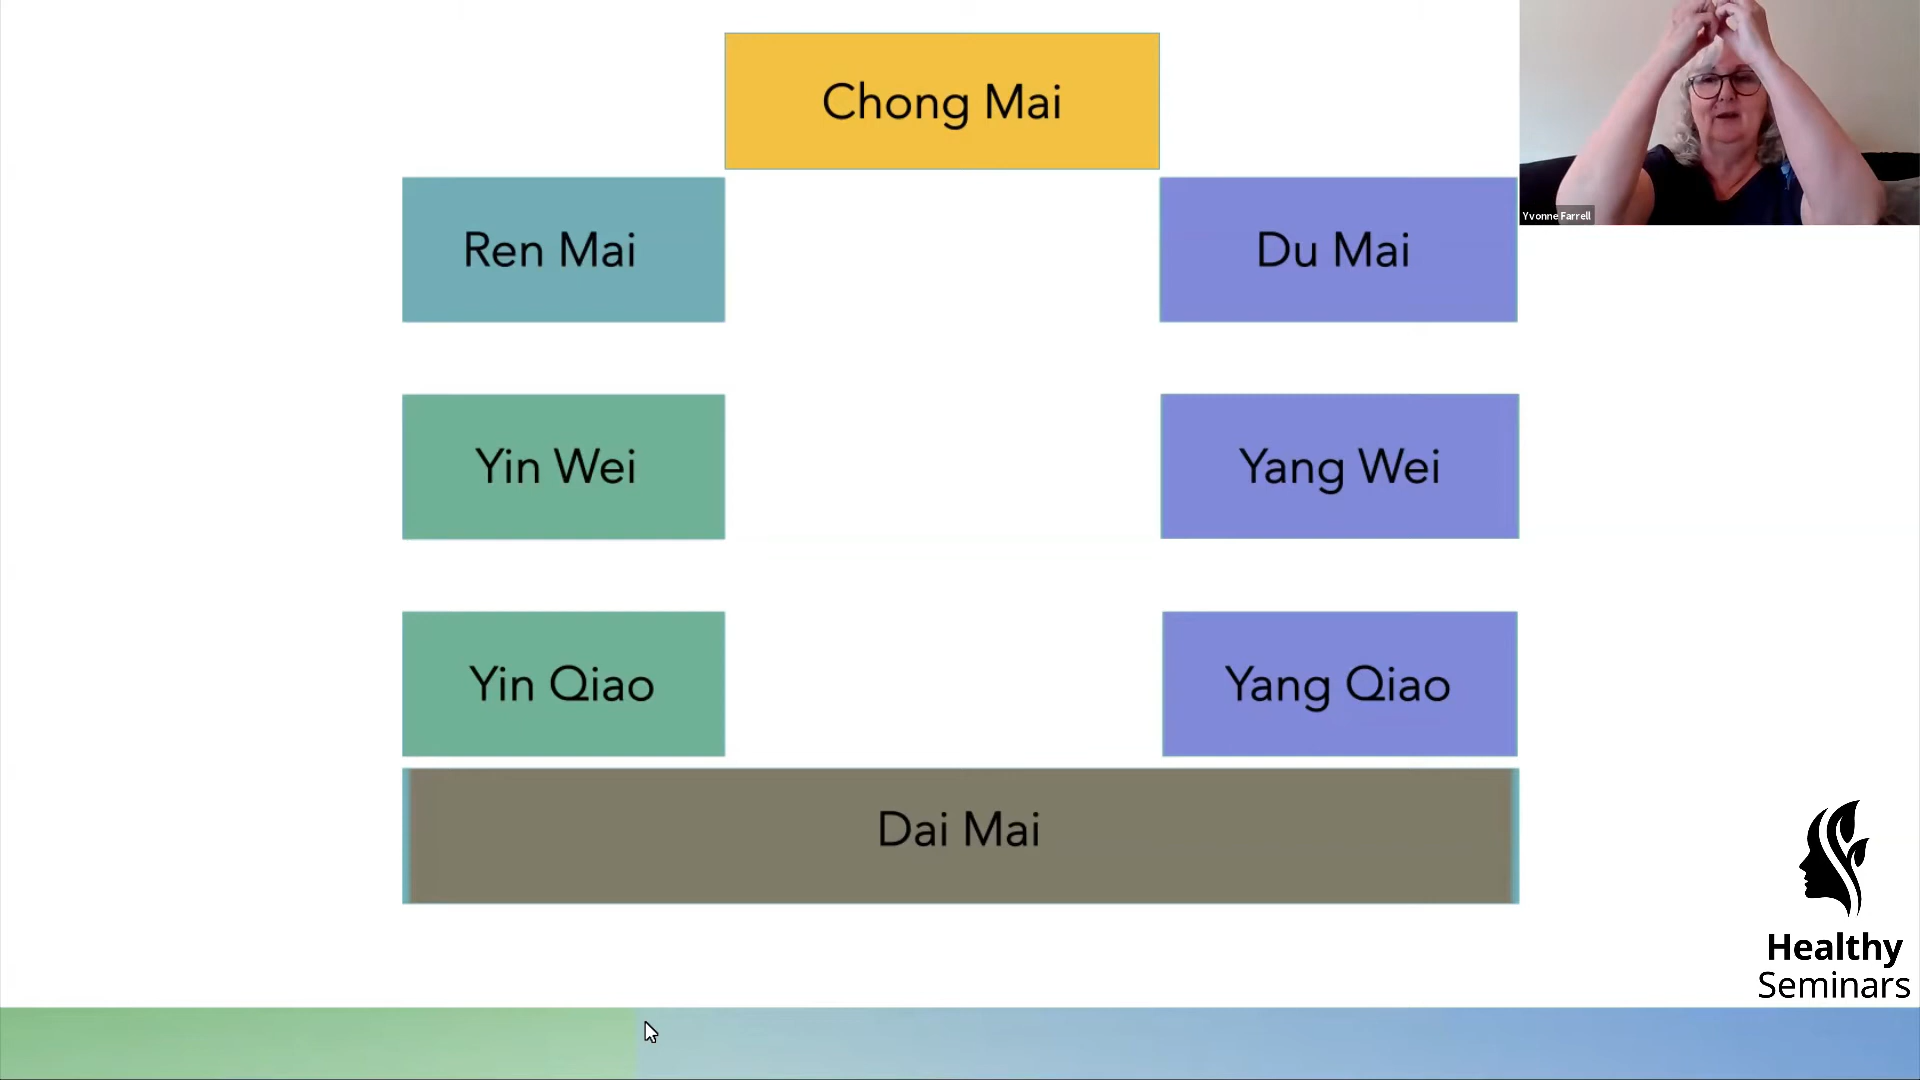 Chong Mai
Yvonne Farrell
Ren Mai
Du Mai
Yin Wei
Yang Wei
Yin Qiao
Yang Qiao
Dai Mai
Healthy
Seminars